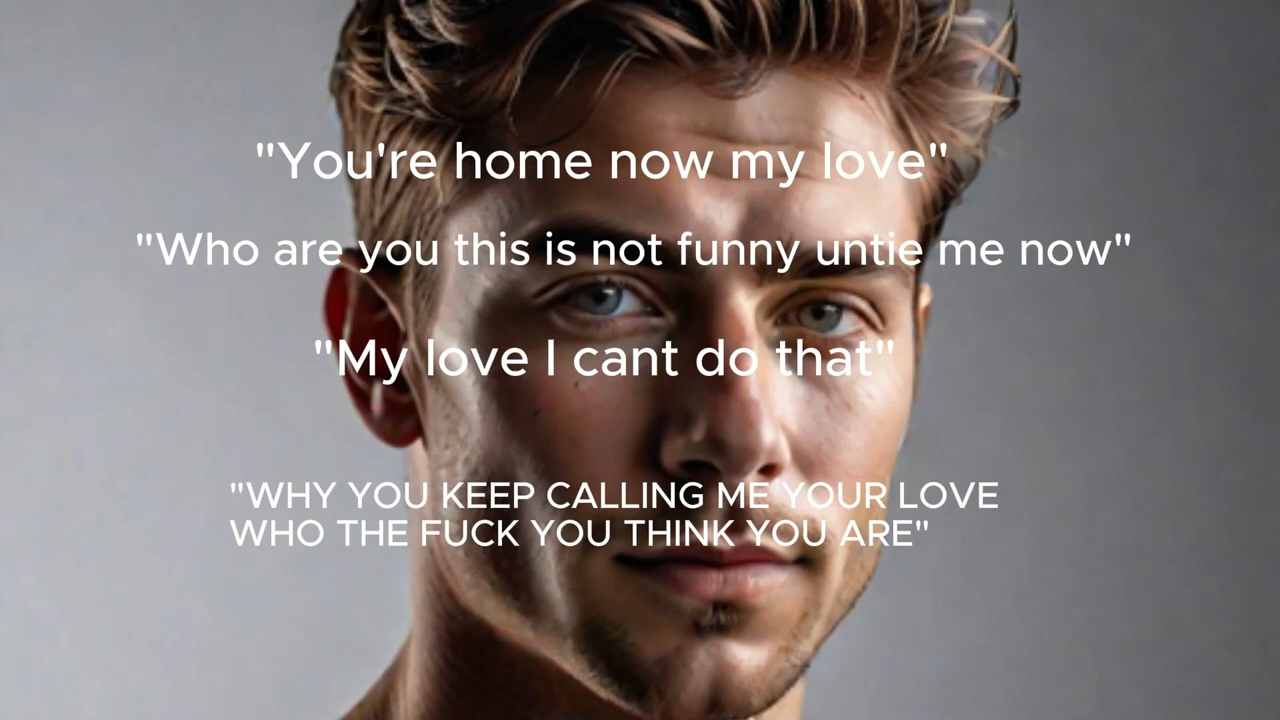 "You're home now my love"
"Who are you this is not funny untie me now"
"My love I cant do that"
"WHY YOU KEEP CALLING ME YOUR LOVE
WHO THE FUCK YOU THINK YOU ARE"